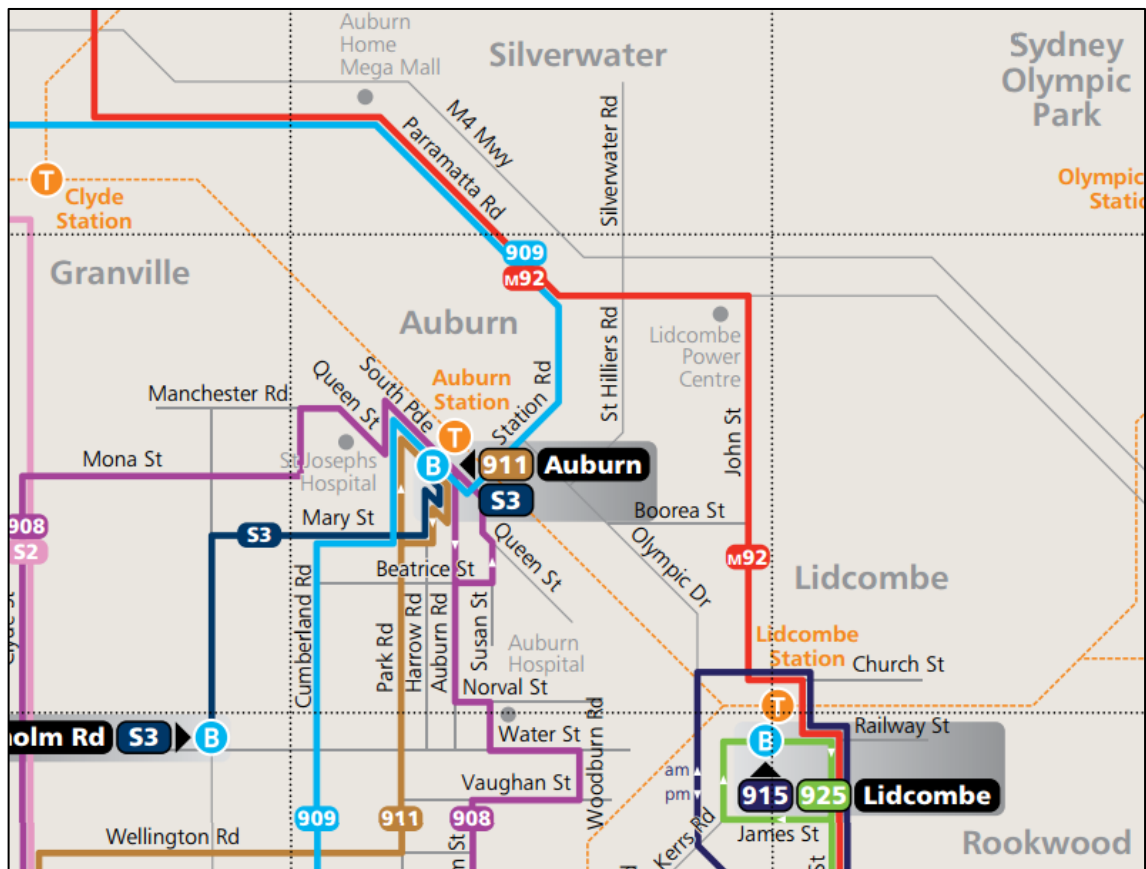 Auburn
Home
Mega Mall
Silverwater
Sydney
Olympic
Park
M4 Mwy
Silverwater Rd
Parramatta Rd
T
Clyde
Station
Olympic
909
M92
Granville
Auburn
St Hilliers Rd
Lidcombe
Power
Centre
Manchester Rd
Queen St
South Pde
Auburn
Station
T
Station Rd
John St
Mona St
St Josephs
Hospital
B
911 Auburn
S3
Mary St
S3
Boorea St
908
S2
Queen St
Olympic Dr
M92
Lidcombe
Beatrice St
Cumberland Rd
Park Rd
Harrow Rd
Auburn Rd
Susan St
Auburn
Hospital
Lidcombe
Station
Church St
Norval St
T
Railway St
olm Rd S3 B
Water St
Woodburn Rd
B
am
pm
Vaughan St
915 925 Lidcombe
909
911
908
James St
Wellington Rd
Kerrs Rd
Rookwood
St